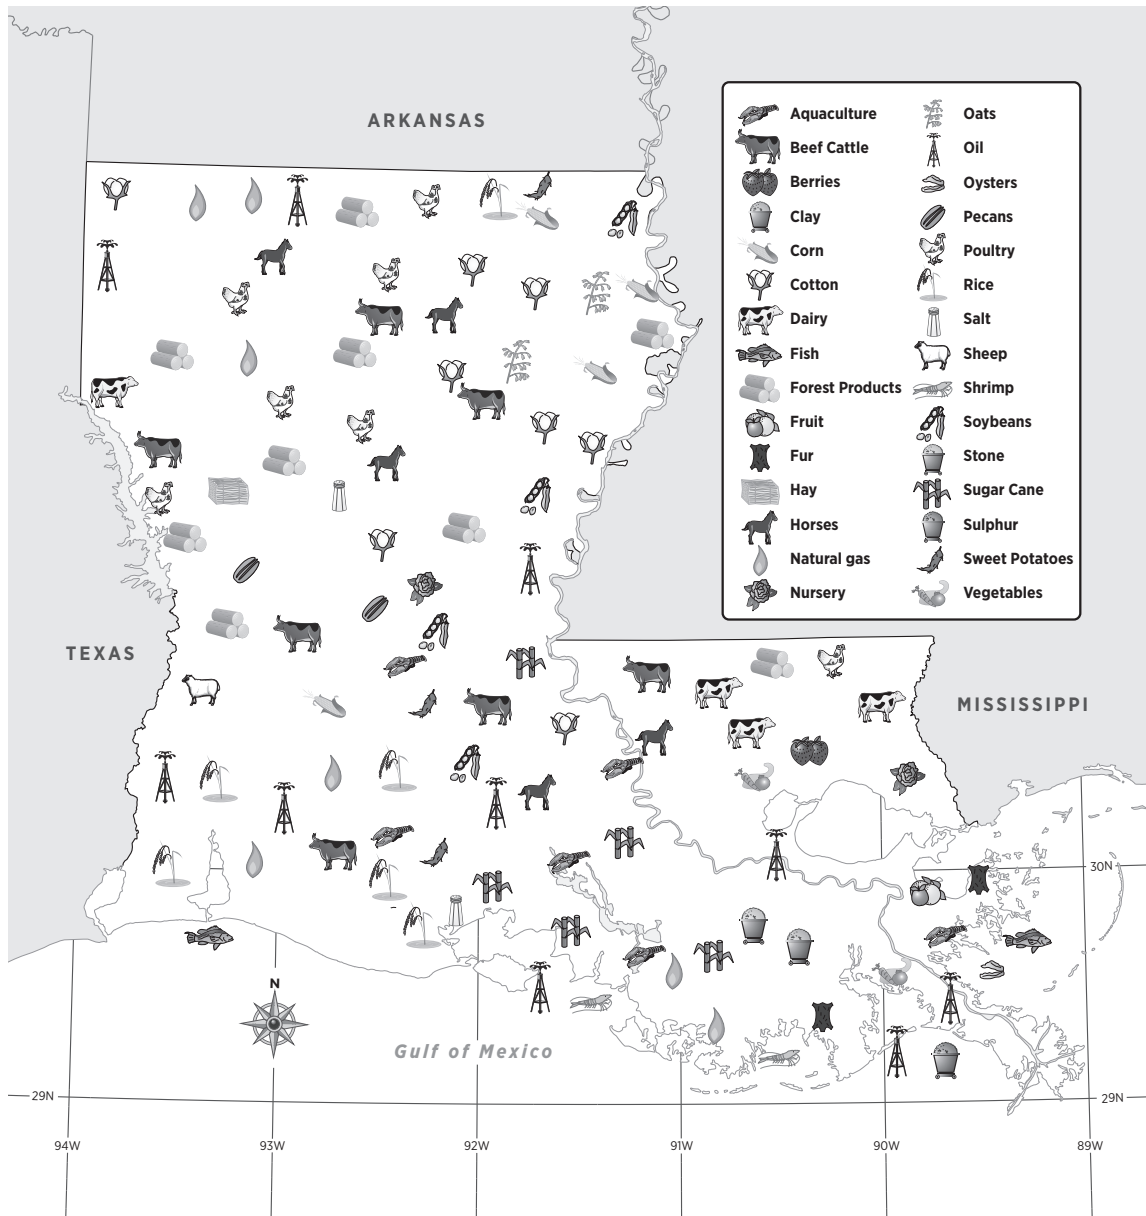 ARKANSAS
Aquaculture
Beef Cattle
Berries
Clay
Corn
Cotton
Dairy
Fish
Forest Products
Fruit
Fur
Hay
Horses
Natural gas
Nursery
Oats
Oil
Oysters
Pecans
Poultry
Rice
Salt
Sheep
Shrimp
Soybeans
Stone
Sugar Cane
Sulphur
Sweet Potatoes
Vegetables
TEXAS
MISSISSIPPI
30N
N
Gulf of Mexico
29N
29N
94W
93W
92W
91W
90W
89W